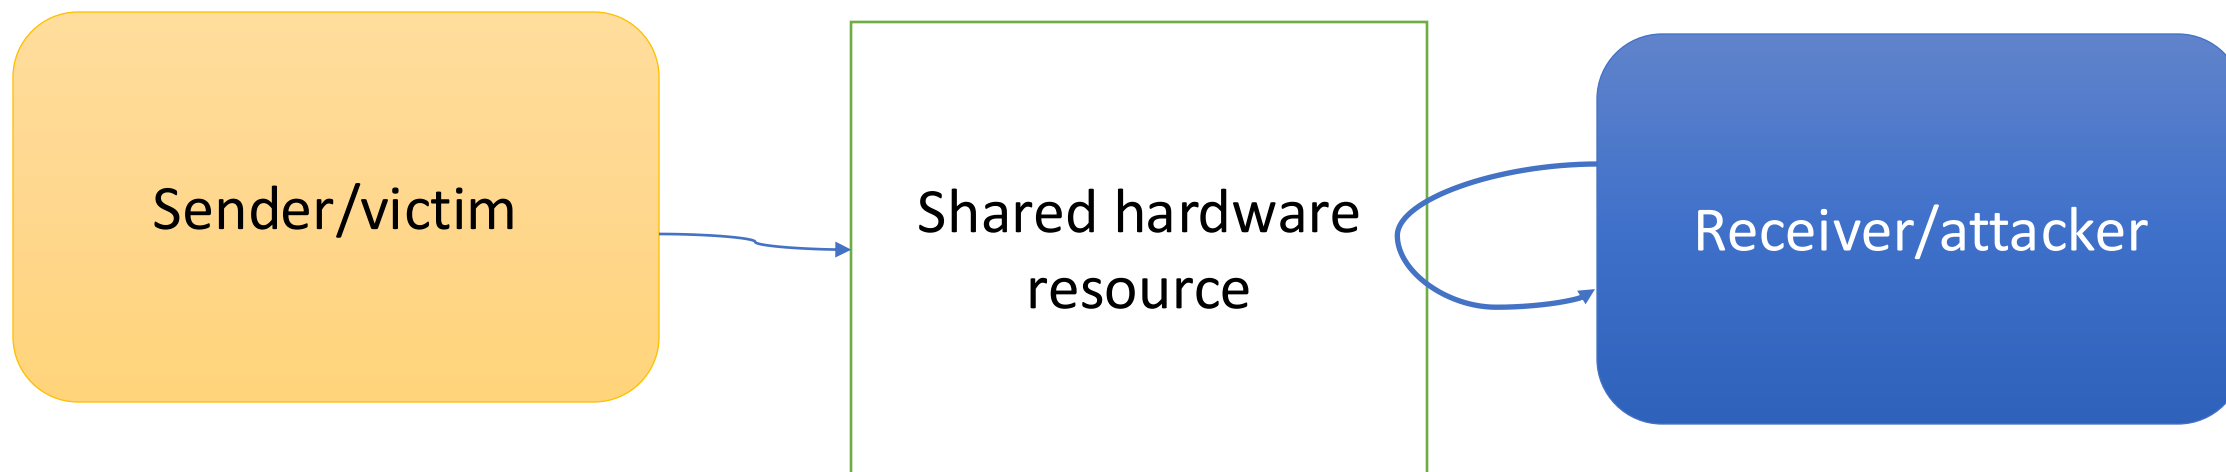 Sender/victim
Shared hardware
resource
Receiver/attacker